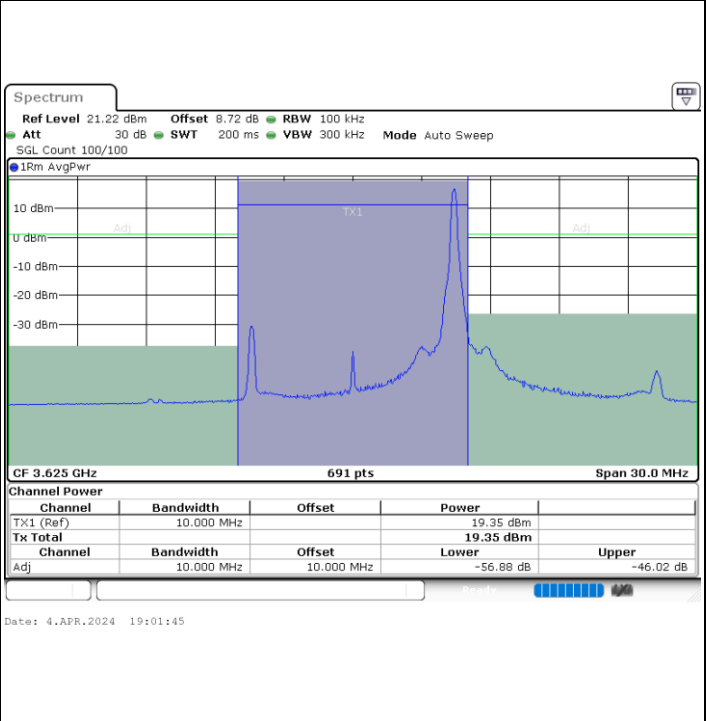 Spectrum
Ref Level 21.22 dBm Offset 8.72 dB RBW 100 kHz
Att 30 dB SWT 200 ms VBW 300 kHz Mode Auto Sweep
SGL Count 100/100
1Rm AvgPwr
10 dBm
TX1
Adj
Adj
0 dBm
-10 dBm
-20 dBm
-30 dBm
CF 3.625 GHz 691 pts Span 30.0 MHz
Channel Power
Channel Bandwidth Offset Power
TX1 (Ref) 10.000 MHz 19.35 dBm
Tx Total 19.35 dBm
Channel Bandwidth Offset Lower Upper
Adj 10.000 MHz 10.000 MHz -56.88 dB -46.02 dB
Ready
Date: 4.APR.2024 19:01:45